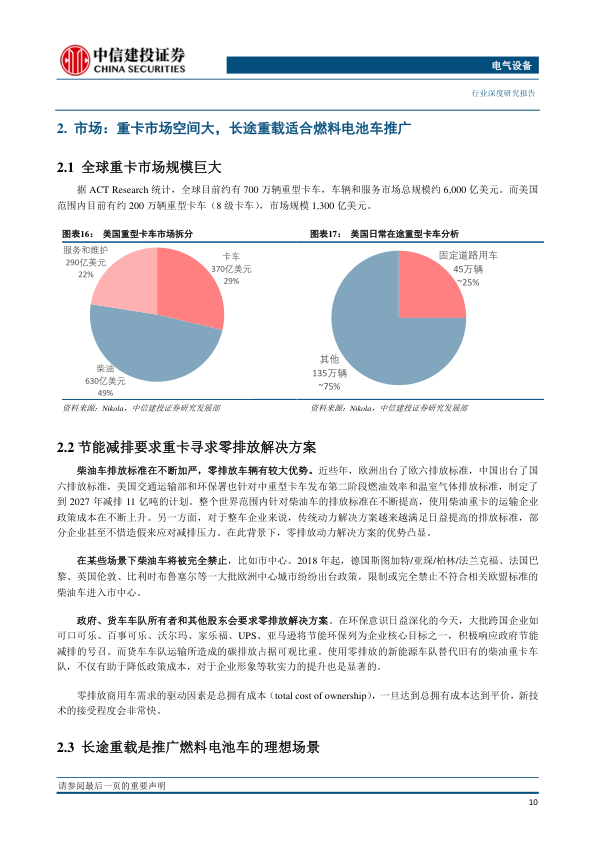 中信建投证券
CHINA SECURITIES
电气设备
行业深度研究报告
2. 市场：重卡市场空间大，长途重载适合燃料电池车推广
2.1 全球重卡市场规模巨大
据 ACT Research 统计，全球目前约有 700 万辆重型卡车，车辆和服务市场总规模约 6,000 亿美元。而美国
范围内目前有约 200 万辆重型卡车（8 级卡车），市场规模 1,300 亿美元。
图表16： 美国重型卡车市场拆分
服务和维护
290亿美元
22%
卡车
370亿美元
29%
柴油
630亿美元
49%
资料来源：Nikola，中信建投证券研究发展部
图表17： 美国日常在途重型卡车分析
固定道路用车
45万辆
~25%
其他
135万辆
~75%
资料来源：Nikola，中信建投证券研究发展部
2.2 节能减排要求重卡寻求零排放解决方案
柴油车排放标准在不断加严，零排放车辆有较大优势。近些年，欧洲出台了欧六排放标准，中国出台了国
六排放标准，美国交通运输部和环保署也针对中重型卡车发布第二阶段燃油效率和温室气体排放标准，制定了
到 2027 年减排 11 亿吨的计划。整个世界范围内针对柴油车的排放标准在不断提高，使用柴油重卡的运输企业
政策成本在不断上升。另一方面，对于整车企业来说，传统动力解决方案越来越满足日益提高的排放标准，部
分企业甚至不惜造假来应对减排压力。在此背景下，零排放动力解决方案的优势凸显。
在某些场景下柴油车将被完全禁止，比如市中心。2018 年起，德国斯图加特/亚琛/柏林/法兰克福、法国巴
黎、英国伦敦、比利时布鲁塞尔等一大批欧洲中心城市纷纷出台政策，限制或完全禁止不符合相关欧盟标准的
柴油车进入市中心。
政府、货车车队所有者和其他股东会要求零排放解决方案。在环保意识日益深化的今天，大批跨国企业如
可口可乐、百事可乐、沃尔玛、家乐福、UPS、亚马逊将节能环保列为企业核心目标之一，积极响应政府节能
减排的号召。而货车车队运输所造成的碳排放占据可观比重。使用零排放的新能源车队替代旧有的柴油重卡车
队，不仅有助于降低政策成本，对于企业形象等软实力的提升也是显著的。
零排放商用车需求的驱动因素是总拥有成本（total cost of ownership），一旦达到总拥有成本达到平价，新技
术的接受程度会非常快。
2.3 长途重载是推广燃料电池车的理想场景
请参阅最后一页的重要声明
10